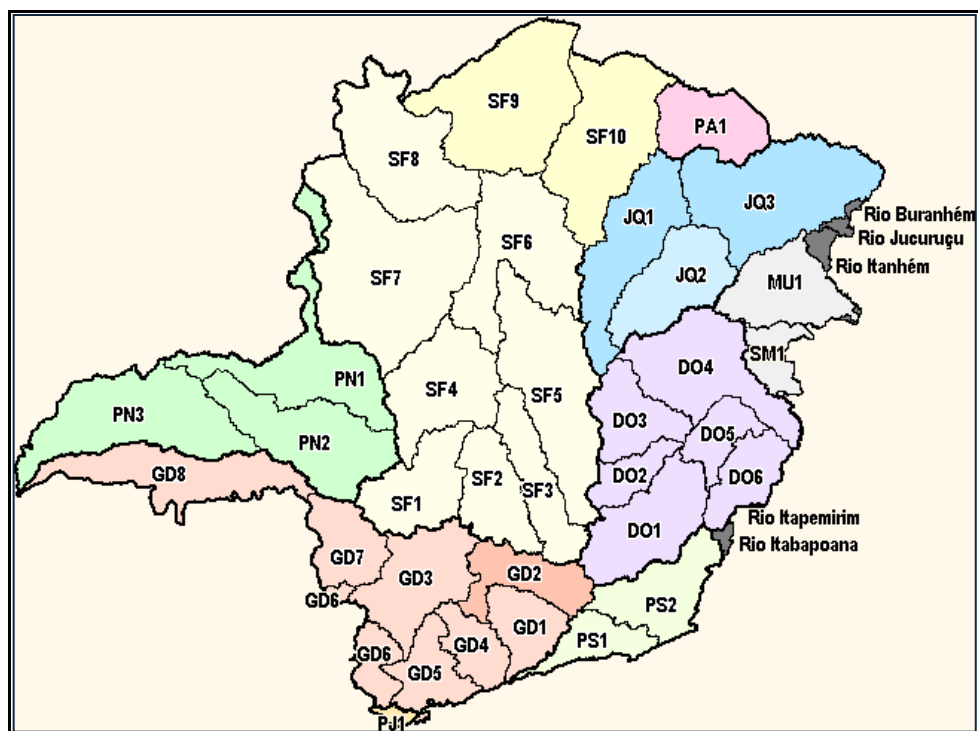 SF9
SF10
PA1
SF8
JQ1
JQ3
Rio Buranhém
Rio Jucuruçu
SF6
Rio Itanhém
SF7
JQ2
MU1
SM1
PN1
DO4
SF4
SF5
PN3
DO3
DO5
PN2
GD8
DO2
DO6
SF2
SF3
SF1
Rio Itapemirim
DO1
Rio Itabapoana
GD7
GD3
GD2
GD6
PS2
GD1
PS1
GD6
GD4
GD5
PJ1